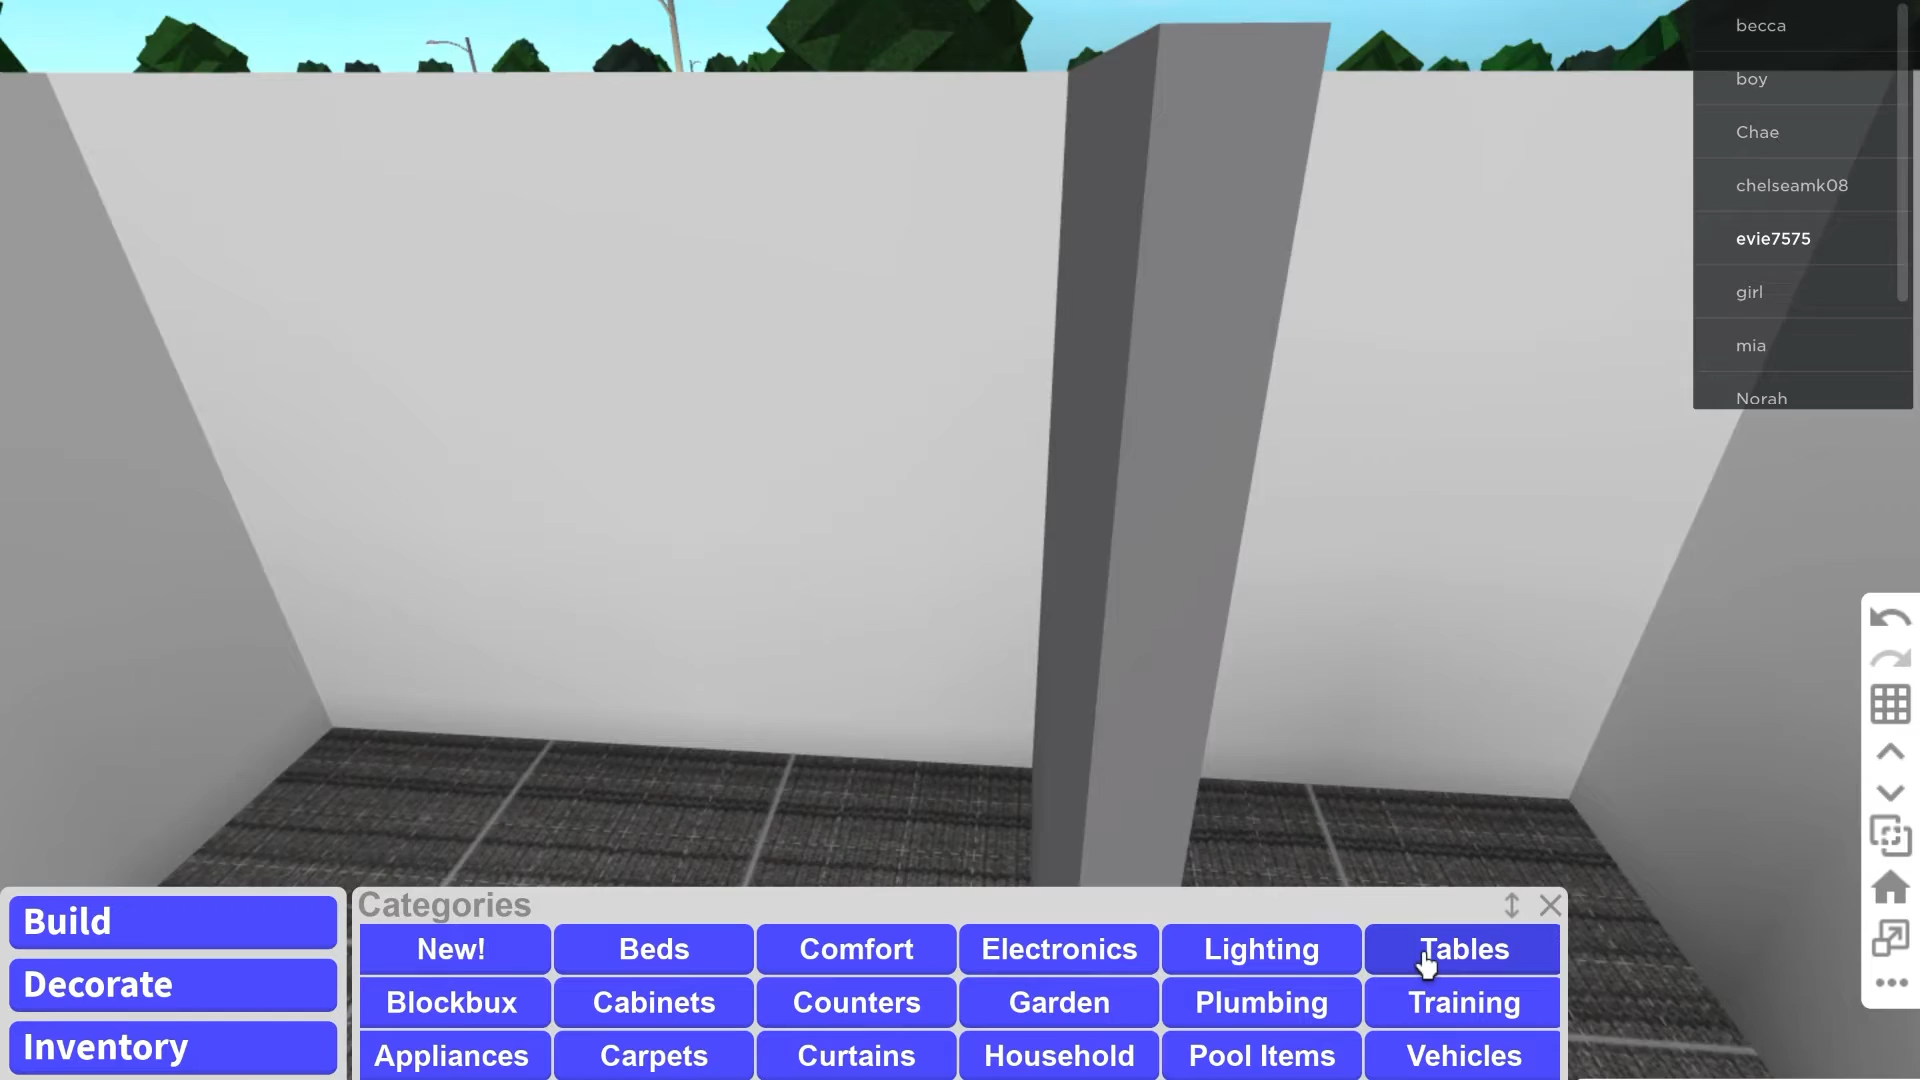 becca
boy
Chae
chelseamk08
evie7575
girl
mia
Norah
Build
Decorate
Inventory
Categories
New! Beds Comfort Electronics Lighting Tables
Blockbux Cabinets Counters Garden Plumbing Training
Appliances Carpets Curtains Household Pool Items Vehicles